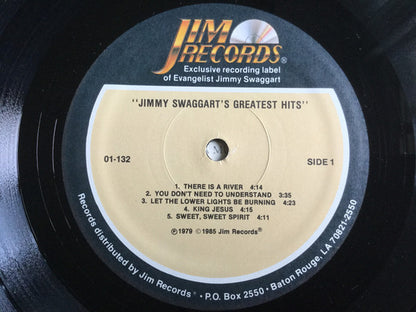 JIM
RECORDS®
Exclusive recording label
of Evangelist Jimmy Swaggart
"JIMMY SWAGGART'S GREATEST HITS"
01-132
SIDE 1
1. THERE IS A RIVER 4:14
2. YOU DON'T NEED TO UNDERSTAND 3:35
3. LET THE LOWER LIGHTS BE BURNING 4:23
4. KING JESUS 4:15
5. SWEET, SWEET SPIRIT 4:11
℗ 1979 © 1985 Jim Records®
Records distributed by Jim Records® • P.O. Box 2550 • Baton Rouge, LA 70821-2550